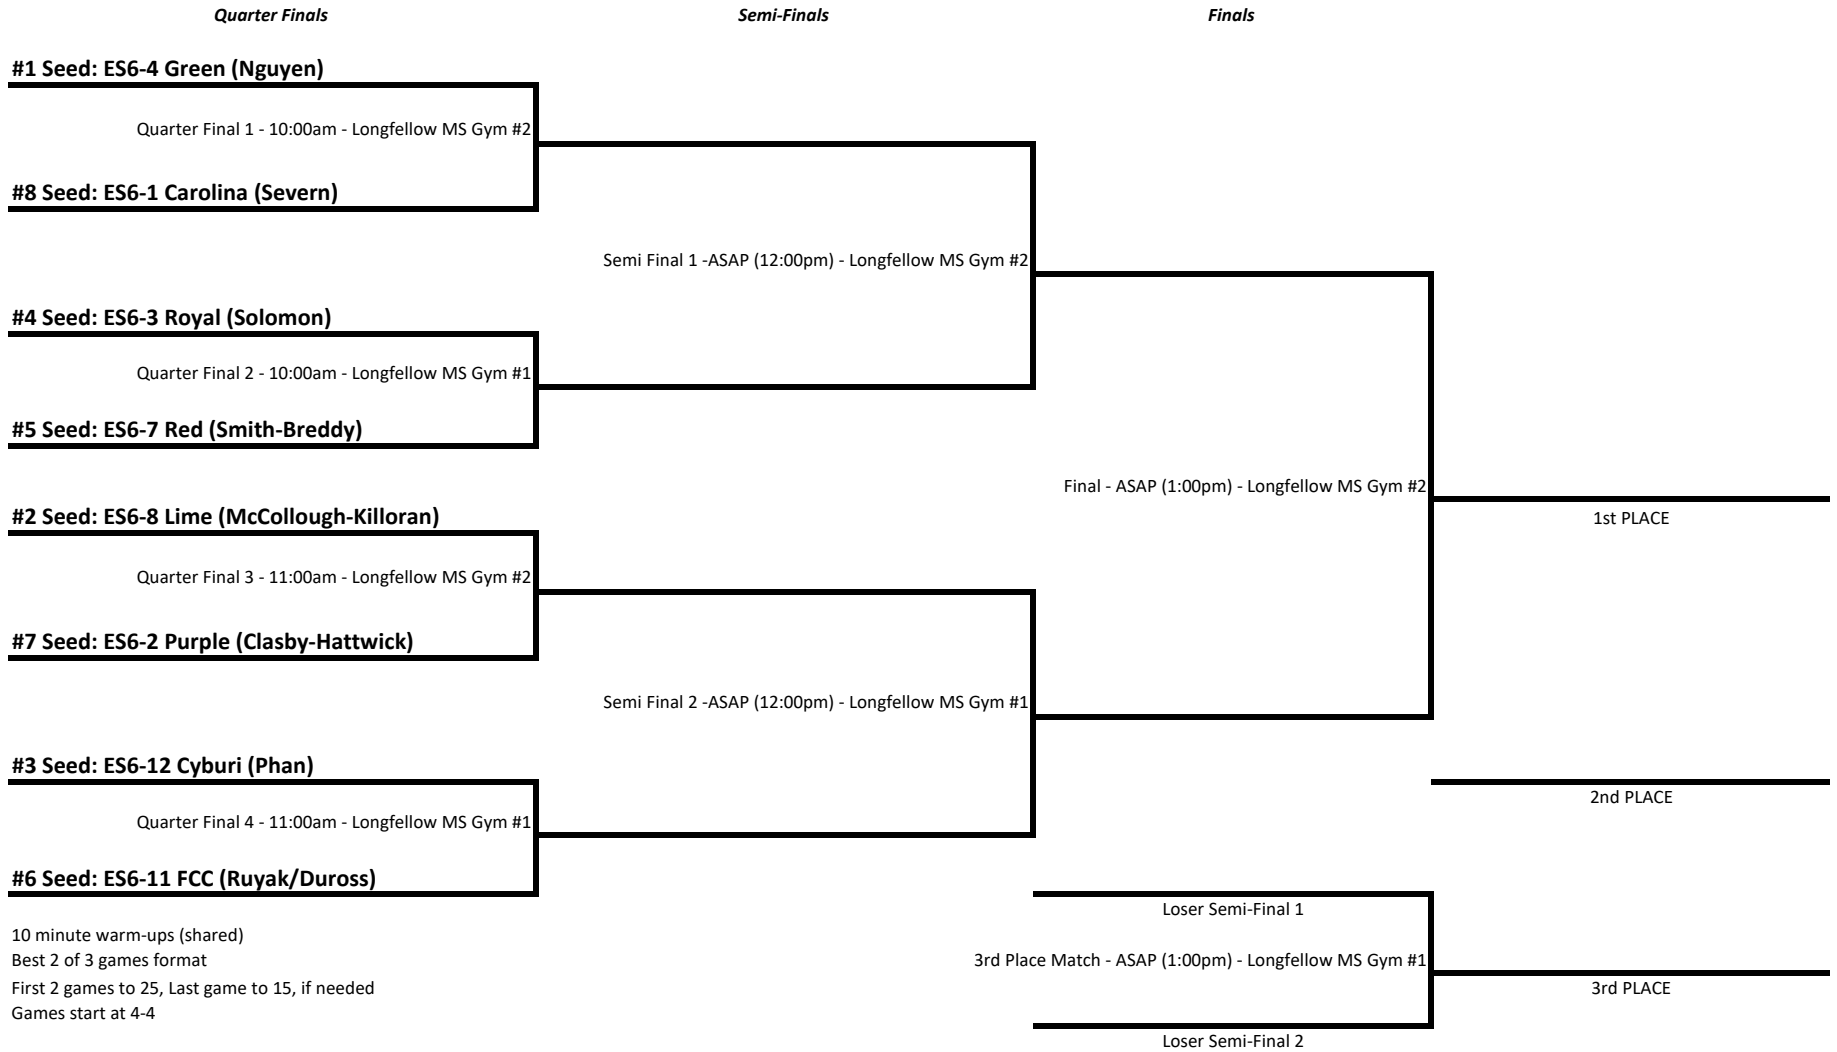 Quarter Finals
Semi-Finals
Finals
#1 Seed: ES6-4 Green (Nguyen)
Quarter Final 1 - 10:00am - Longfellow MS Gym #2
#8 Seed: ES6-1 Carolina (Severn)
Semi Final 1 -ASAP (12:00pm) - Longfellow MS Gym #2
#4 Seed: ES6-3 Royal (Solomon)
Quarter Final 2 - 10:00am - Longfellow MS Gym #1
#5 Seed: ES6-7 Red (Smith-Breddy)
Final - ASAP (1:00pm) - Longfellow MS Gym #2
1st PLACE
#2 Seed: ES6-8 Lime (McCollough-Killoran)
Quarter Final 3 - 11:00am - Longfellow MS Gym #2
#7 Seed: ES6-2 Purple (Clasby-Hattwick)
Semi Final 2 -ASAP (12:00pm) - Longfellow MS Gym #1
#3 Seed: ES6-12 Cyburi (Phan)
2nd PLACE
Quarter Final 4 - 11:00am - Longfellow MS Gym #1
#6 Seed: ES6-11 FCC (Ruyak/Duross)
Loser Semi-Final 1
3rd Place Match - ASAP (1:00pm) - Longfellow MS Gym #1
3rd PLACE
Loser Semi-Final 2
10 minute warm-ups (shared)
Best 2 of 3 games format
First 2 games to 25, Last game to 15, if needed
Games start at 4-4